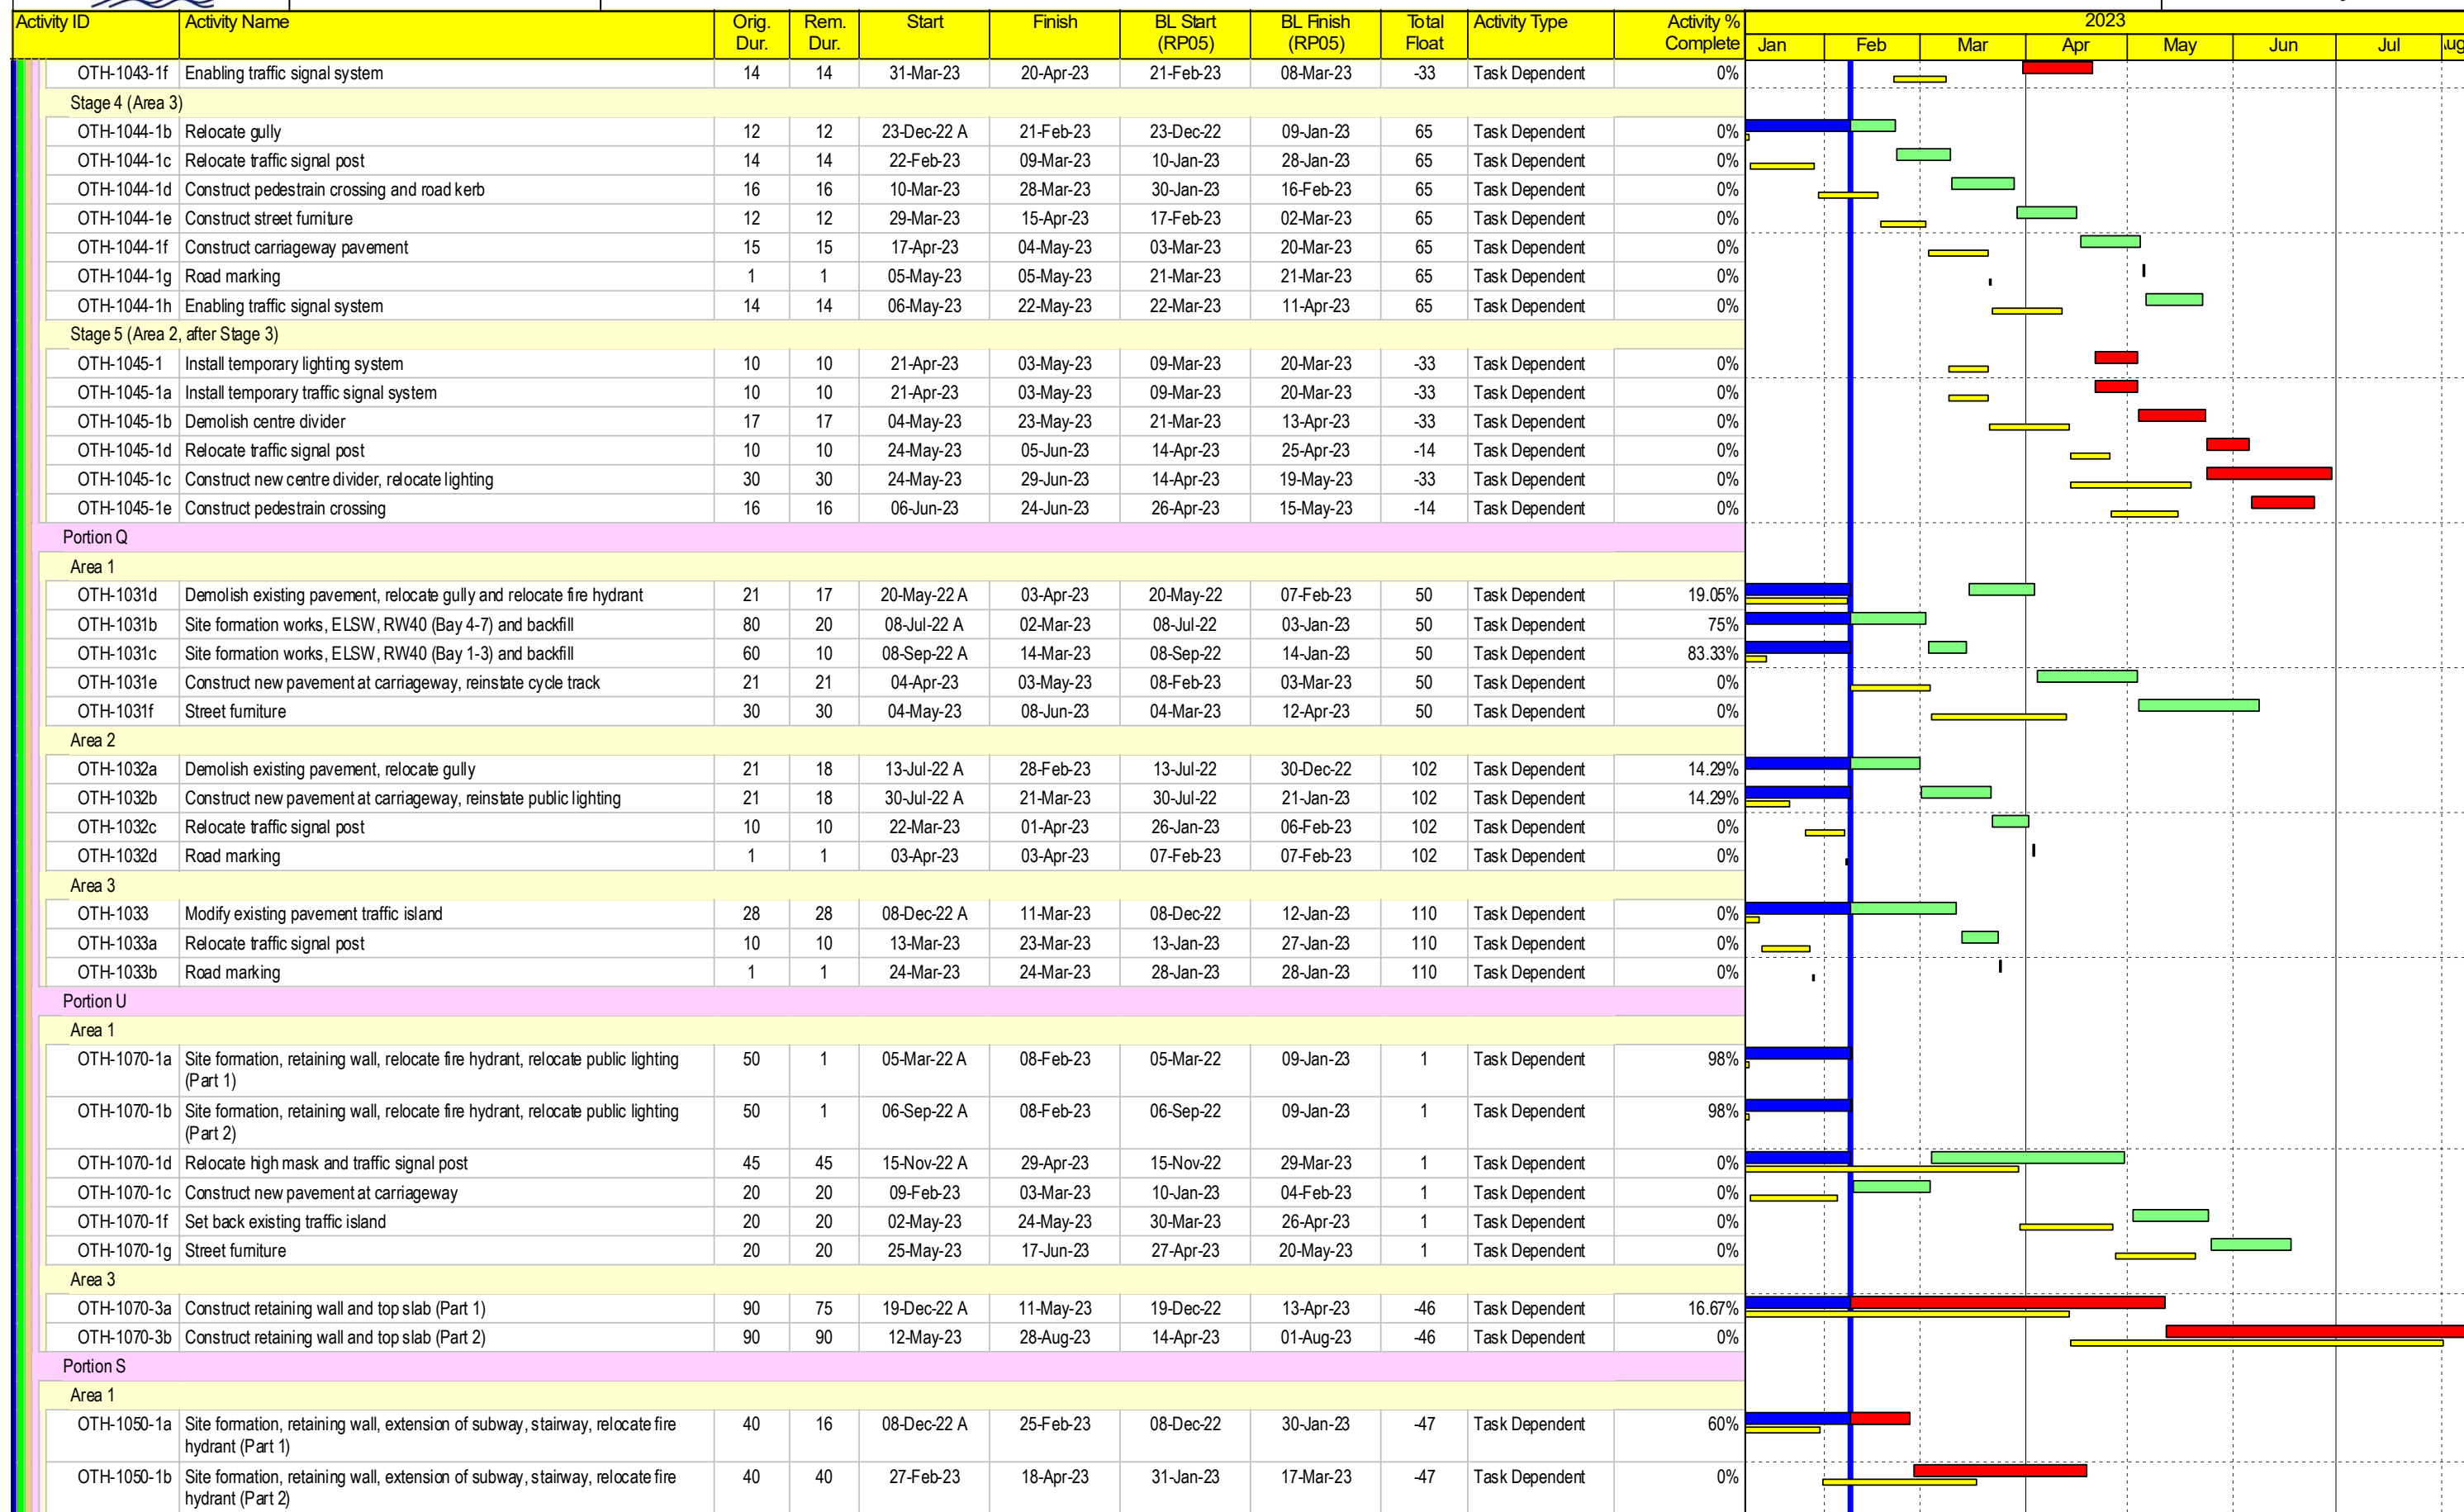 Activity ID Activity Name Orig. Dur. Rem. Dur. Start Finish BL Start (RP05) BL Finish (RP05) Total Float Activity Type Activity % Complete 2023
Jan Feb Mar Apr May Jun Jul Aug
OTH-1043-1f Enabling traffic signal system 14 14 31-Mar-23 20-Apr-23 21-Feb-23 08-Mar-23 -33 Task Dependent 0%
Stage 4 (Area 3)
OTH-1044-1b Relocate gully 12 12 23-Dec-22 A 21-Feb-23 23-Dec-22 09-Jan-23 65 Task Dependent 0%
OTH-1044-1c Relocate traffic signal post 14 14 22-Feb-23 09-Mar-23 10-Jan-23 28-Jan-23 65 Task Dependent 0%
OTH-1044-1d Construct pedestrain crossing and road kerb 16 16 10-Mar-23 28-Mar-23 30-Jan-23 16-Feb-23 65 Task Dependent 0%
OTH-1044-1e Construct street furniture 12 12 29-Mar-23 15-Apr-23 17-Feb-23 02-Mar-23 65 Task Dependent 0%
OTH-1044-1f Construct carriageway pavement 15 15 17-Apr-23 04-May-23 03-Mar-23 20-Mar-23 65 Task Dependent 0%
OTH-1044-1g Road marking 1 1 05-May-23 05-May-23 21-Mar-23 21-Mar-23 65 Task Dependent 0%
OTH-1044-1h Enabling traffic signal system 14 14 06-May-23 22-May-23 22-Mar-23 11-Apr-23 65 Task Dependent 0%
Stage 5 (Area 2, after Stage 3)
OTH-1045-1 Install temporary lighting system 10 10 21-Apr-23 03-May-23 09-Mar-23 20-Mar-23 -33 Task Dependent 0%
OTH-1045-1a Install temporary traffic signal system 10 10 21-Apr-23 03-May-23 09-Mar-23 20-Mar-23 -33 Task Dependent 0%
OTH-1045-1b Demolish centre divider 17 17 04-May-23 23-May-23 21-Mar-23 13-Apr-23 -33 Task Dependent 0%
OTH-1045-1d Relocate traffic signal post 10 10 24-May-23 05-Jun-23 14-Apr-23 25-Apr-23 -14 Task Dependent 0%
OTH-1045-1c Construct new centre divider, relocate lighting 30 30 24-May-23 29-Jun-23 14-Apr-23 19-May-23 -33 Task Dependent 0%
OTH-1045-1e Construct pedestrain crossing 16 16 06-Jun-23 24-Jun-23 26-Apr-23 15-May-23 -14 Task Dependent 0%
Portion Q
Area 1
OTH-1031d Demolish existing pavement, relocate gully and relocate fire hydrant 21 17 20-May-22 A 03-Apr-23 20-May-22 07-Feb-23 50 Task Dependent 19.05%
OTH-1031b Site formation works, ELSW, RW40 (Bay 4-7) and backfill 80 20 08-Jul-22 A 02-Mar-23 08-Jul-22 03-Jan-23 50 Task Dependent 75%
OTH-1031c Site formation works, ELSW, RW40 (Bay 1-3) and backfill 60 10 08-Sep-22 A 14-Mar-23 08-Sep-22 14-Jan-23 50 Task Dependent 83.33%
OTH-1031e Construct new pavement at carriageway, reinstate cycle track 21 21 04-Apr-23 03-May-23 08-Feb-23 03-Mar-23 50 Task Dependent 0%
OTH-1031f Street furniture 30 30 04-May-23 08-Jun-23 04-Mar-23 12-Apr-23 50 Task Dependent 0%
Area 2
OTH-1032a Demolish existing pavement, relocate gully 21 18 13-Jul-22 A 28-Feb-23 13-Jul-22 30-Dec-22 102 Task Dependent 14.29%
OTH-1032b Construct new pavement at carriageway, reinstate public lighting 21 18 30-Jul-22 A 21-Mar-23 30-Jul-22 21-Jan-23 102 Task Dependent 14.29%
OTH-1032c Relocate traffic signal post 10 10 22-Mar-23 01-Apr-23 26-Jan-23 06-Feb-23 102 Task Dependent 0%
OTH-1032d Road marking 1 1 03-Apr-23 03-Apr-23 07-Feb-23 07-Feb-23 102 Task Dependent 0%
Area 3
OTH-1033 Modify existing pavement traffic island 28 28 08-Dec-22 A 11-Mar-23 08-Dec-22 12-Jan-23 110 Task Dependent 0%
OTH-1033a Relocate traffic signal post 10 10 13-Mar-23 23-Mar-23 13-Jan-23 27-Jan-23 110 Task Dependent 0%
OTH-1033b Road marking 1 1 24-Mar-23 24-Mar-23 28-Jan-23 28-Jan-23 110 Task Dependent 0%
Portion U
Area 1
OTH-1070-1a Site formation, retaining wall, relocate fire hydrant, relocate public lighting 50 1 05-Mar-22 A 08-Feb-23 05-Mar-22 09-Jan-23 1 Task Dependent 98%
(Part 1)
OTH-1070-1b Site formation, retaining wall, relocate fire hydrant, relocate public lighting 50 1 06-Sep-22 A 08-Feb-23 06-Sep-22 09-Jan-23 1 Task Dependent 98%
(Part 2)
OTH-1070-1d Relocate high mask and traffic signal post 45 45 15-Nov-22 A 29-Apr-23 15-Nov-22 29-Mar-23 1 Task Dependent 0%
OTH-1070-1c Construct new pavement at carriageway 20 20 09-Feb-23 03-Mar-23 10-Jan-23 04-Feb-23 1 Task Dependent 0%
OTH-1070-1f Set back existing traffic island 20 20 02-May-23 24-May-23 30-Mar-23 26-Apr-23 1 Task Dependent 0%
OTH-1070-1g Street furniture 20 20 25-May-23 17-Jun-23 27-Apr-23 20-May-23 1 Task Dependent 0%
Area 3
OTH-1070-3a Construct retaining wall and top slab (Part 1) 90 75 19-Dec-22 A 11-May-23 19-Dec-22 13-Apr-23 -46 Task Dependent 16.67%
OTH-1070-3b Construct retaining wall and top slab (Part 2) 90 90 12-May-23 28-Aug-23 14-Apr-23 01-Aug-23 -46 Task Dependent 0%
Portion S
Area 1
OTH-1050-1a Site formation, retaining wall, extension of subway, stairway, relocate fire 40 16 08-Dec-22 A 25-Feb-23 08-Dec-22 30-Jan-23 -47 Task Dependent 60%
hydrant (Part 1)
OTH-1050-1b Site formation, retaining wall, extension of subway, stairway, relocate fire 40 40 27-Feb-23 18-Apr-23 31-Jan-23 17-Mar-23 -47 Task Dependent 0%
hydrant (Part 2)